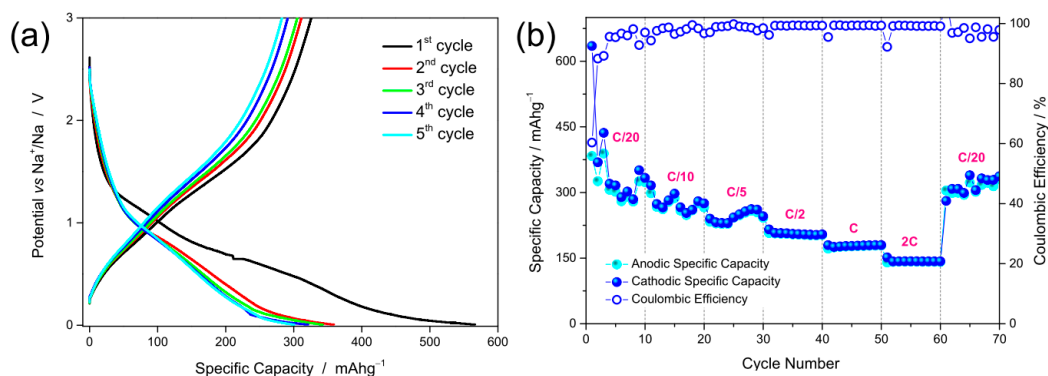 (a)
3
2
1
0
0
100
200
300
400
500
600
Potential vs Na⁺/Na / V
Specific Capacity / mAhg⁻¹
1ˢᵗ cycle
2ⁿᵈ cycle
3ʳᵈ cycle
4ᵗʰ cycle
5ᵗʰ cycle
(b)
600
450
300
150
0
Specific Capacity / mAhg⁻¹
C/20
C/10
C/5
C/2
C
2C
C/20
Anodic Specific Capacity
Cathodic Specific Capacity
Coulombic Efficiency
0
10
20
30
40
50
60
70
Cycle Number
100
80
60
40
20
0
Coulombic Efficiency / %